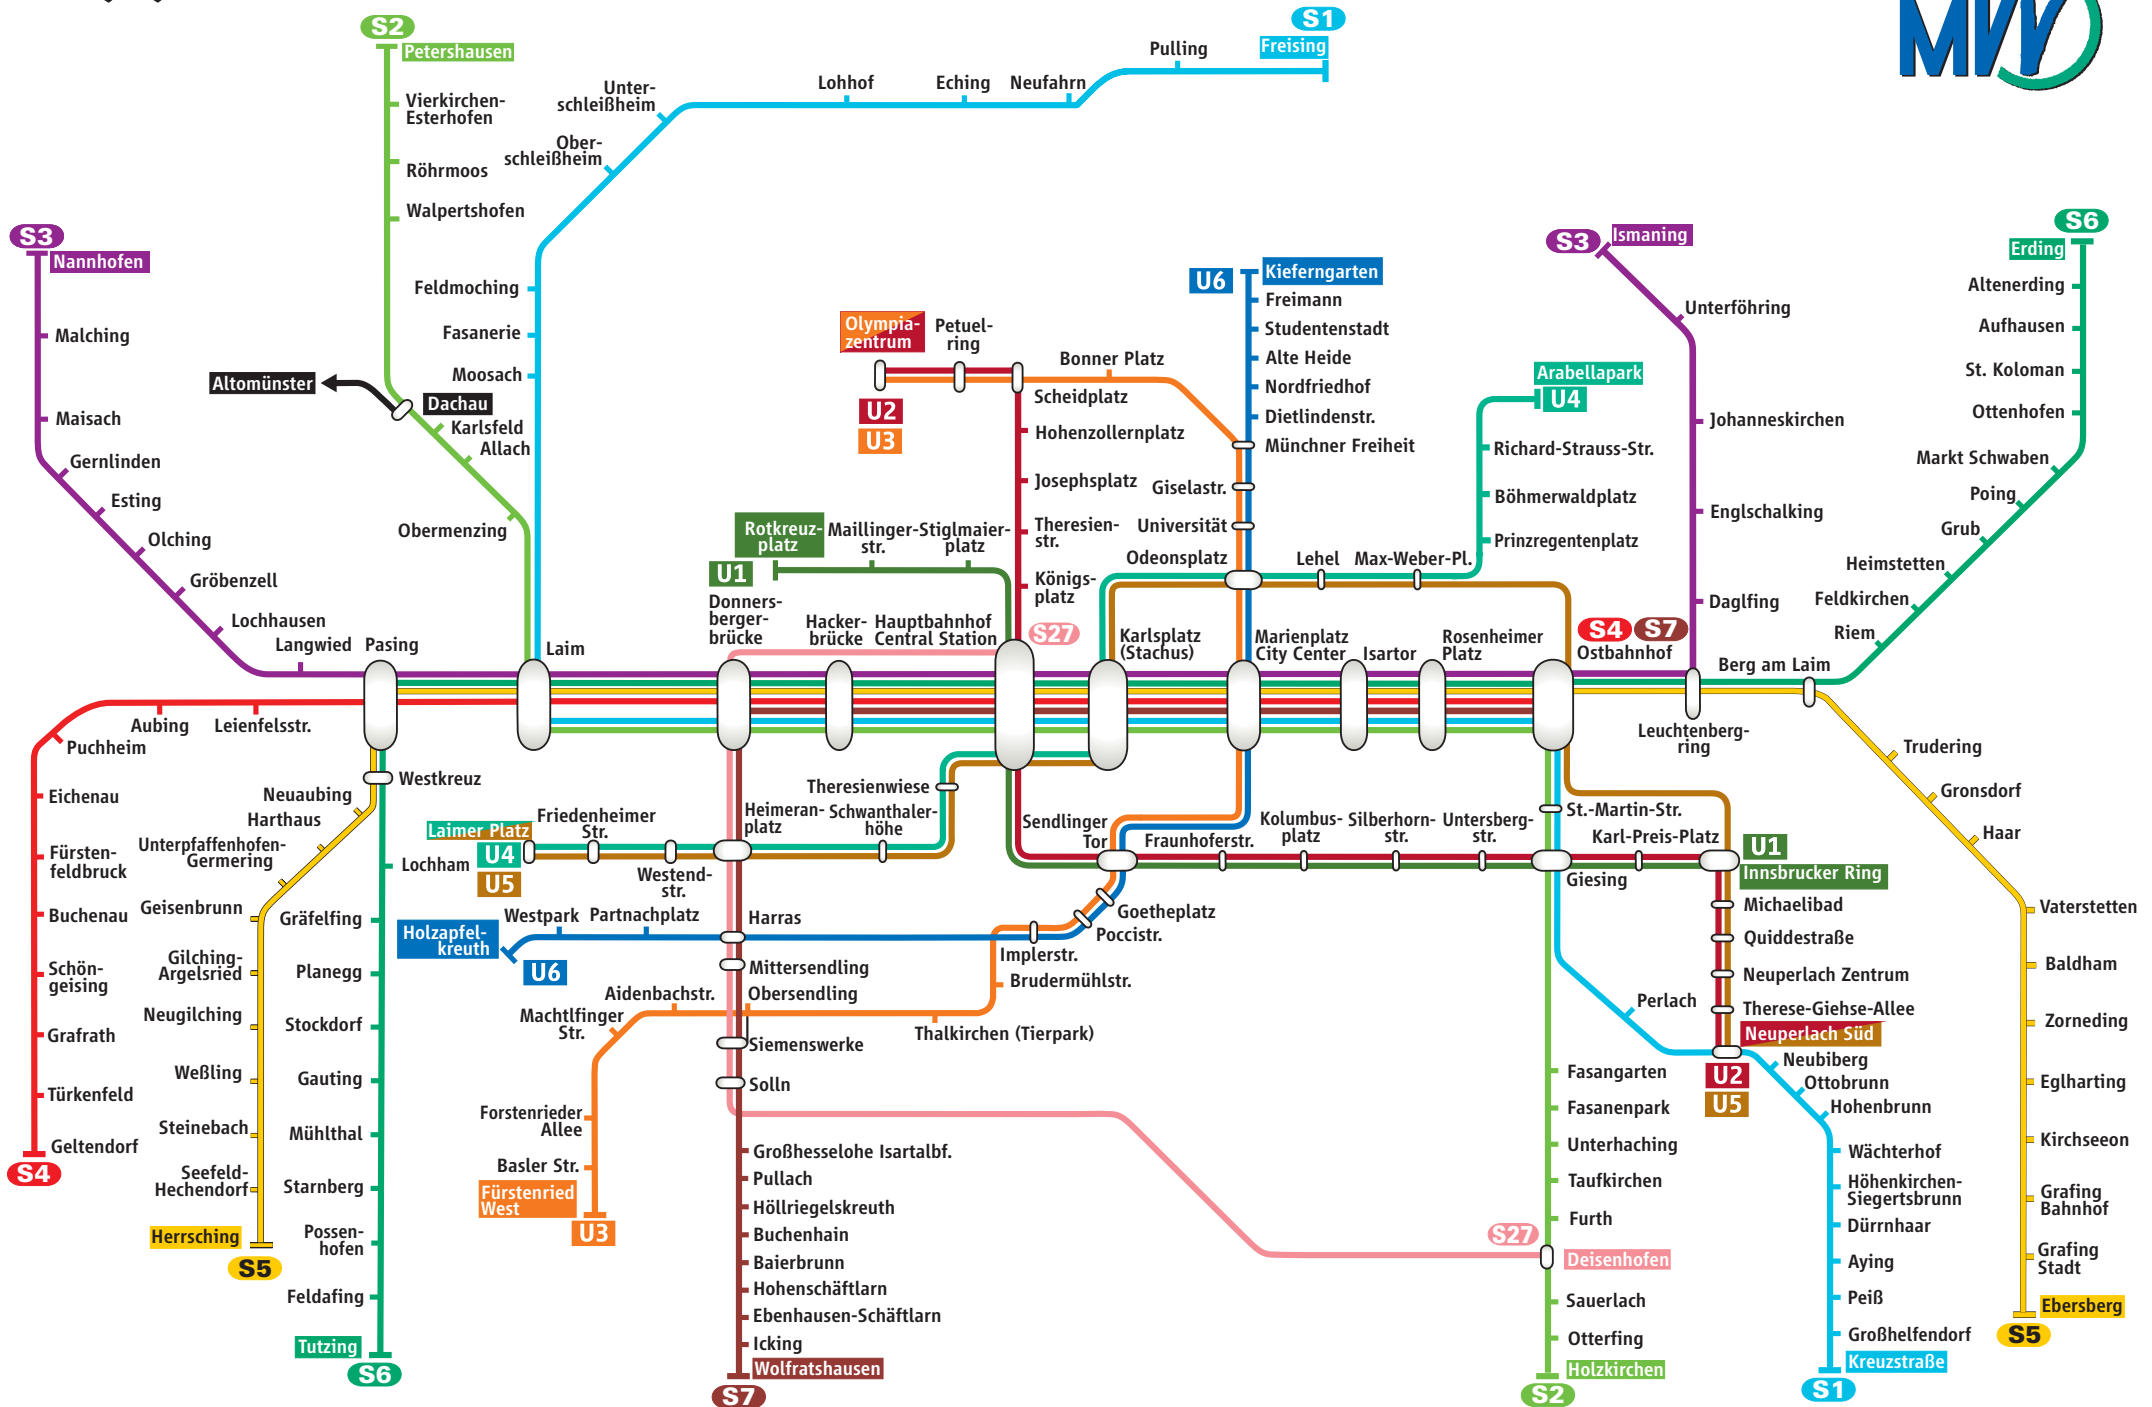 S2
Petershausen
Vierkirchen-
Esterhofen
Röhrmoos
Walpertshofen
S1
Freising
Pulling
Neufahrn
Eching
Lohhof
Unter-
schleißheim
Ober-
schleißheim
Feldmoching
Fasanerie
Moosach
MVV
S3
Nannhofen
Malching
Maisach
Gernlinden
Esting
Olching
Gröbenzell
Lochhausen
Langwied
Pasing
Altomünster
Dachau
Karlsfeld
Allach
Obermenzing
Laim
Olympia-
zentrum
Petuel-
ring
U2
U3
Scheidplatz
Bonner Platz
Hohenzollernplatz
Josephsplatz
Theresien-
str.
Königs-
platz
U6
Kieferngarten
Freimann
Studentenstadt
Alte Heide
Nordfriedhof
Dietlindenstr.
Münchner Freiheit
Giselastr.
Universität
Odeonsplatz
Lehel
Max-Weber-Pl.
Arabellapark
U4
Richard-Strauss-Str.
Böhmerwaldplatz
Prinzregentenplatz
S3
Ismaning
Unterföhring
Johanneskirchen
Englschalking
Daglfing
S6
Erding
Altenerding
Aufhausen
St. Koloman
Ottenhofen
Markt Schwaben
Poing
Grub
Heimstetten
Feldkirchen
Riem
Berg am Laim
Rotkreuz-
platz
U1
Maillinger-
str.
Stiglmaier-
platz
Donners-
berger-
brücke
Hacker-
brücke
Hauptbahnhof
Central Station
S27
Karlsplatz
(Stachus)
Marienplatz
City Center
Isartor
Rosenheimer
Platz
S4
S7
Ostbahnhof
Leuchtenberg-
ring
Aubing
Leienfelsstr.
Puchheim
Eichenau
Fürsten-
feldbruck
Buchenau
Schön-
geising
Grafrath
Türkenfeld
Geltendorf
S4
Westkreuz
Neuaubing
Harthaus
Unterpfaffenhofen-
Germering
Geisenbrunn
Gilching-
Argelsried
Neugilching
Weßling
Steinebach
Seefeld-
Hechendorf
Herrsching
S5
Lochham
Gräfelfing
Planegg
Stockdorf
Gauting
Mühlthal
Starnberg
Possen-
hofen
Feldafing
Tutzing
S6
Laimer Platz
U4
U5
Friedenheimer
Str.
Westend-
str.
Heimeran-
platz
Schwanthaler-
höhe
Theresienwiese
Holzapfel-
kreuth
U6
Westpark
Partnachplatz
Harras
Mittersendling
Obersendling
Siemenswerke
Solln
Aidenbachstr.
Machtlfinger
Str.
Forstenrieder
Allee
Basler Str.
Fürstenried
West
U3
Thalkirchen (Tierpark)
Brudermühlstr.
Implerstr.
Poccistr.
Goetheplatz
Sendlinger
Tor
Fraunhoferstr.
Kolumbus-
platz
Silberhorn-
str.
Untersberg-
str.
Giesing
St.-Martin-Str.
Karl-Preis-Platz
U1
Innsbrucker Ring
Michaelibad
Quiddestraße
Neuperlach Zentrum
Therese-Giehse-Allee
Neuperlach Süd
U2
U5
Perlach
Neubiberg
Ottobrunn
Hohenbrunn
Wächterhof
Höhenkirchen-
Siegertsbrunn
Dürrnhaar
Aying
Peiß
Großhelfendorf
Kreuzstraße
S1
Großhesselohe Isartalbf.
Pullach
Höllriegelskreuth
Buchenhain
Baierbrunn
Hohenschäftlarn
Ebenhausen-Schäftlarn
Icking
Wolfratshausen
S7
Fasangarten
Fasanenpark
Unterhaching
Taufkirchen
Furth
S27
Deisenhofen
Sauerlach
Otterfing
Holzkirchen
S2
Trudering
Gronsdorf
Haar
Vaterstetten
Baldham
Zorneding
Eglharting
Kirchseeon
Grafing
Bahnhof
Grafing
Stadt
Ebersberg
S5